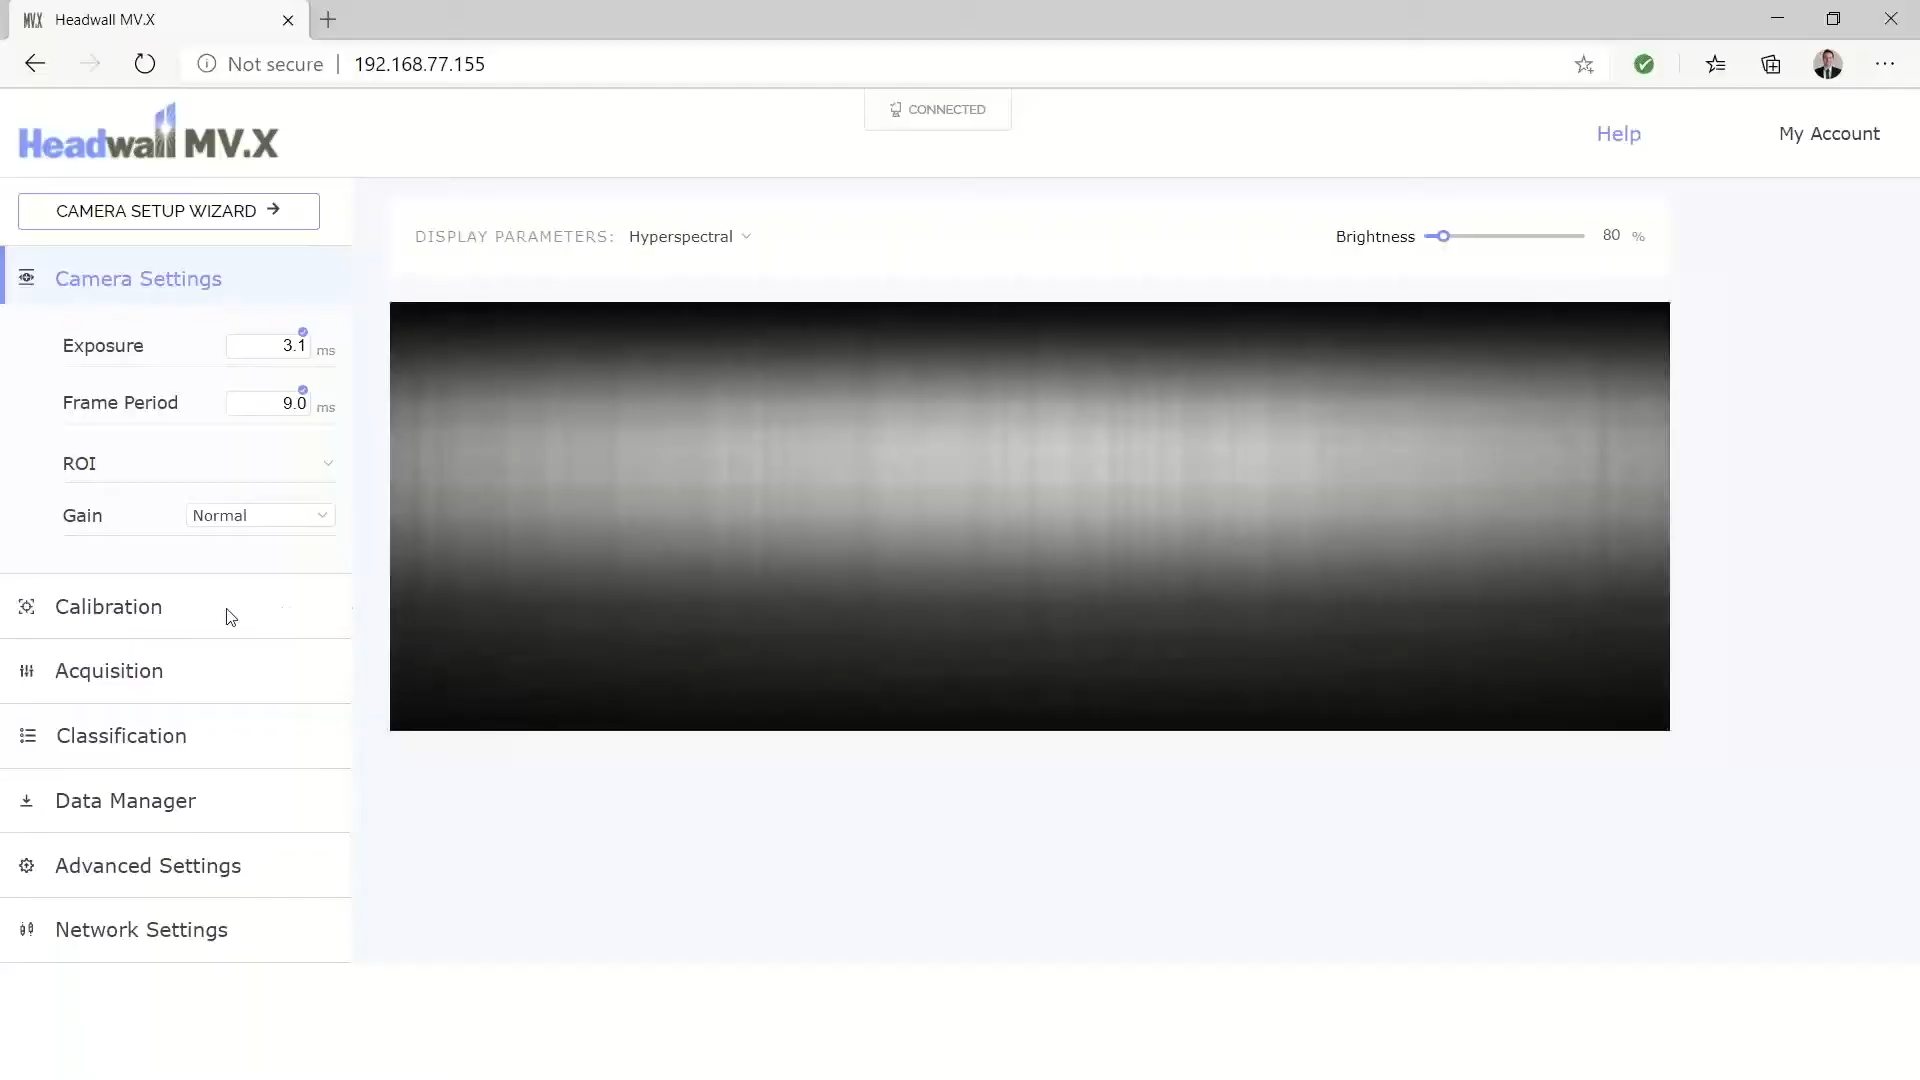 MV.X Headwall MV.X
Not secure | 192.168.77.155
CONNECTED
Headwall MV.X
Help
My Account
CAMERA SETUP WIZARD →
DISPLAY PARAMETERS: Hyperspectral
Brightness 80 %
Camera Settings
Exposure 3.1 ms
Frame Period 9.0 ms
ROI
Gain Normal
Calibration
Acquisition
Classification
Data Manager
Advanced Settings
Network Settings